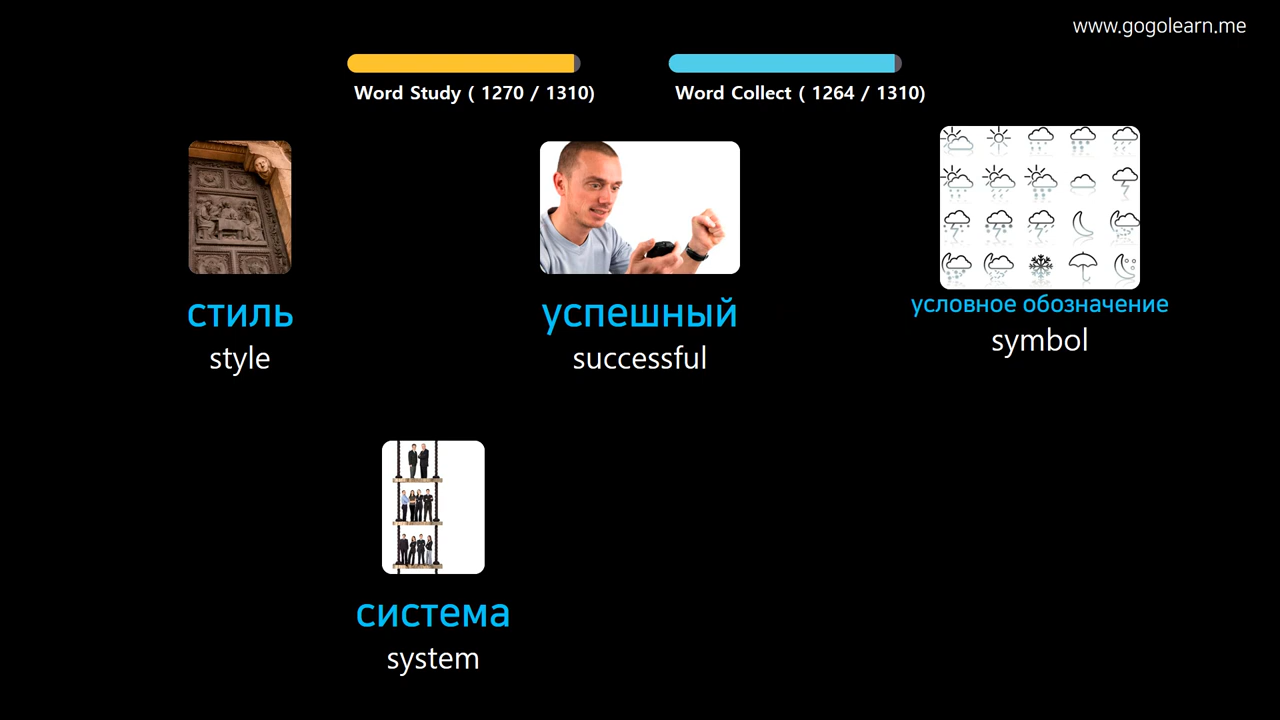 www.gogolearn.me
Word Study ( 1270 / 1310)
Word Collect ( 1264 / 1310)
стиль
style
успешный
successful
условное обозначение
symbol
система
system